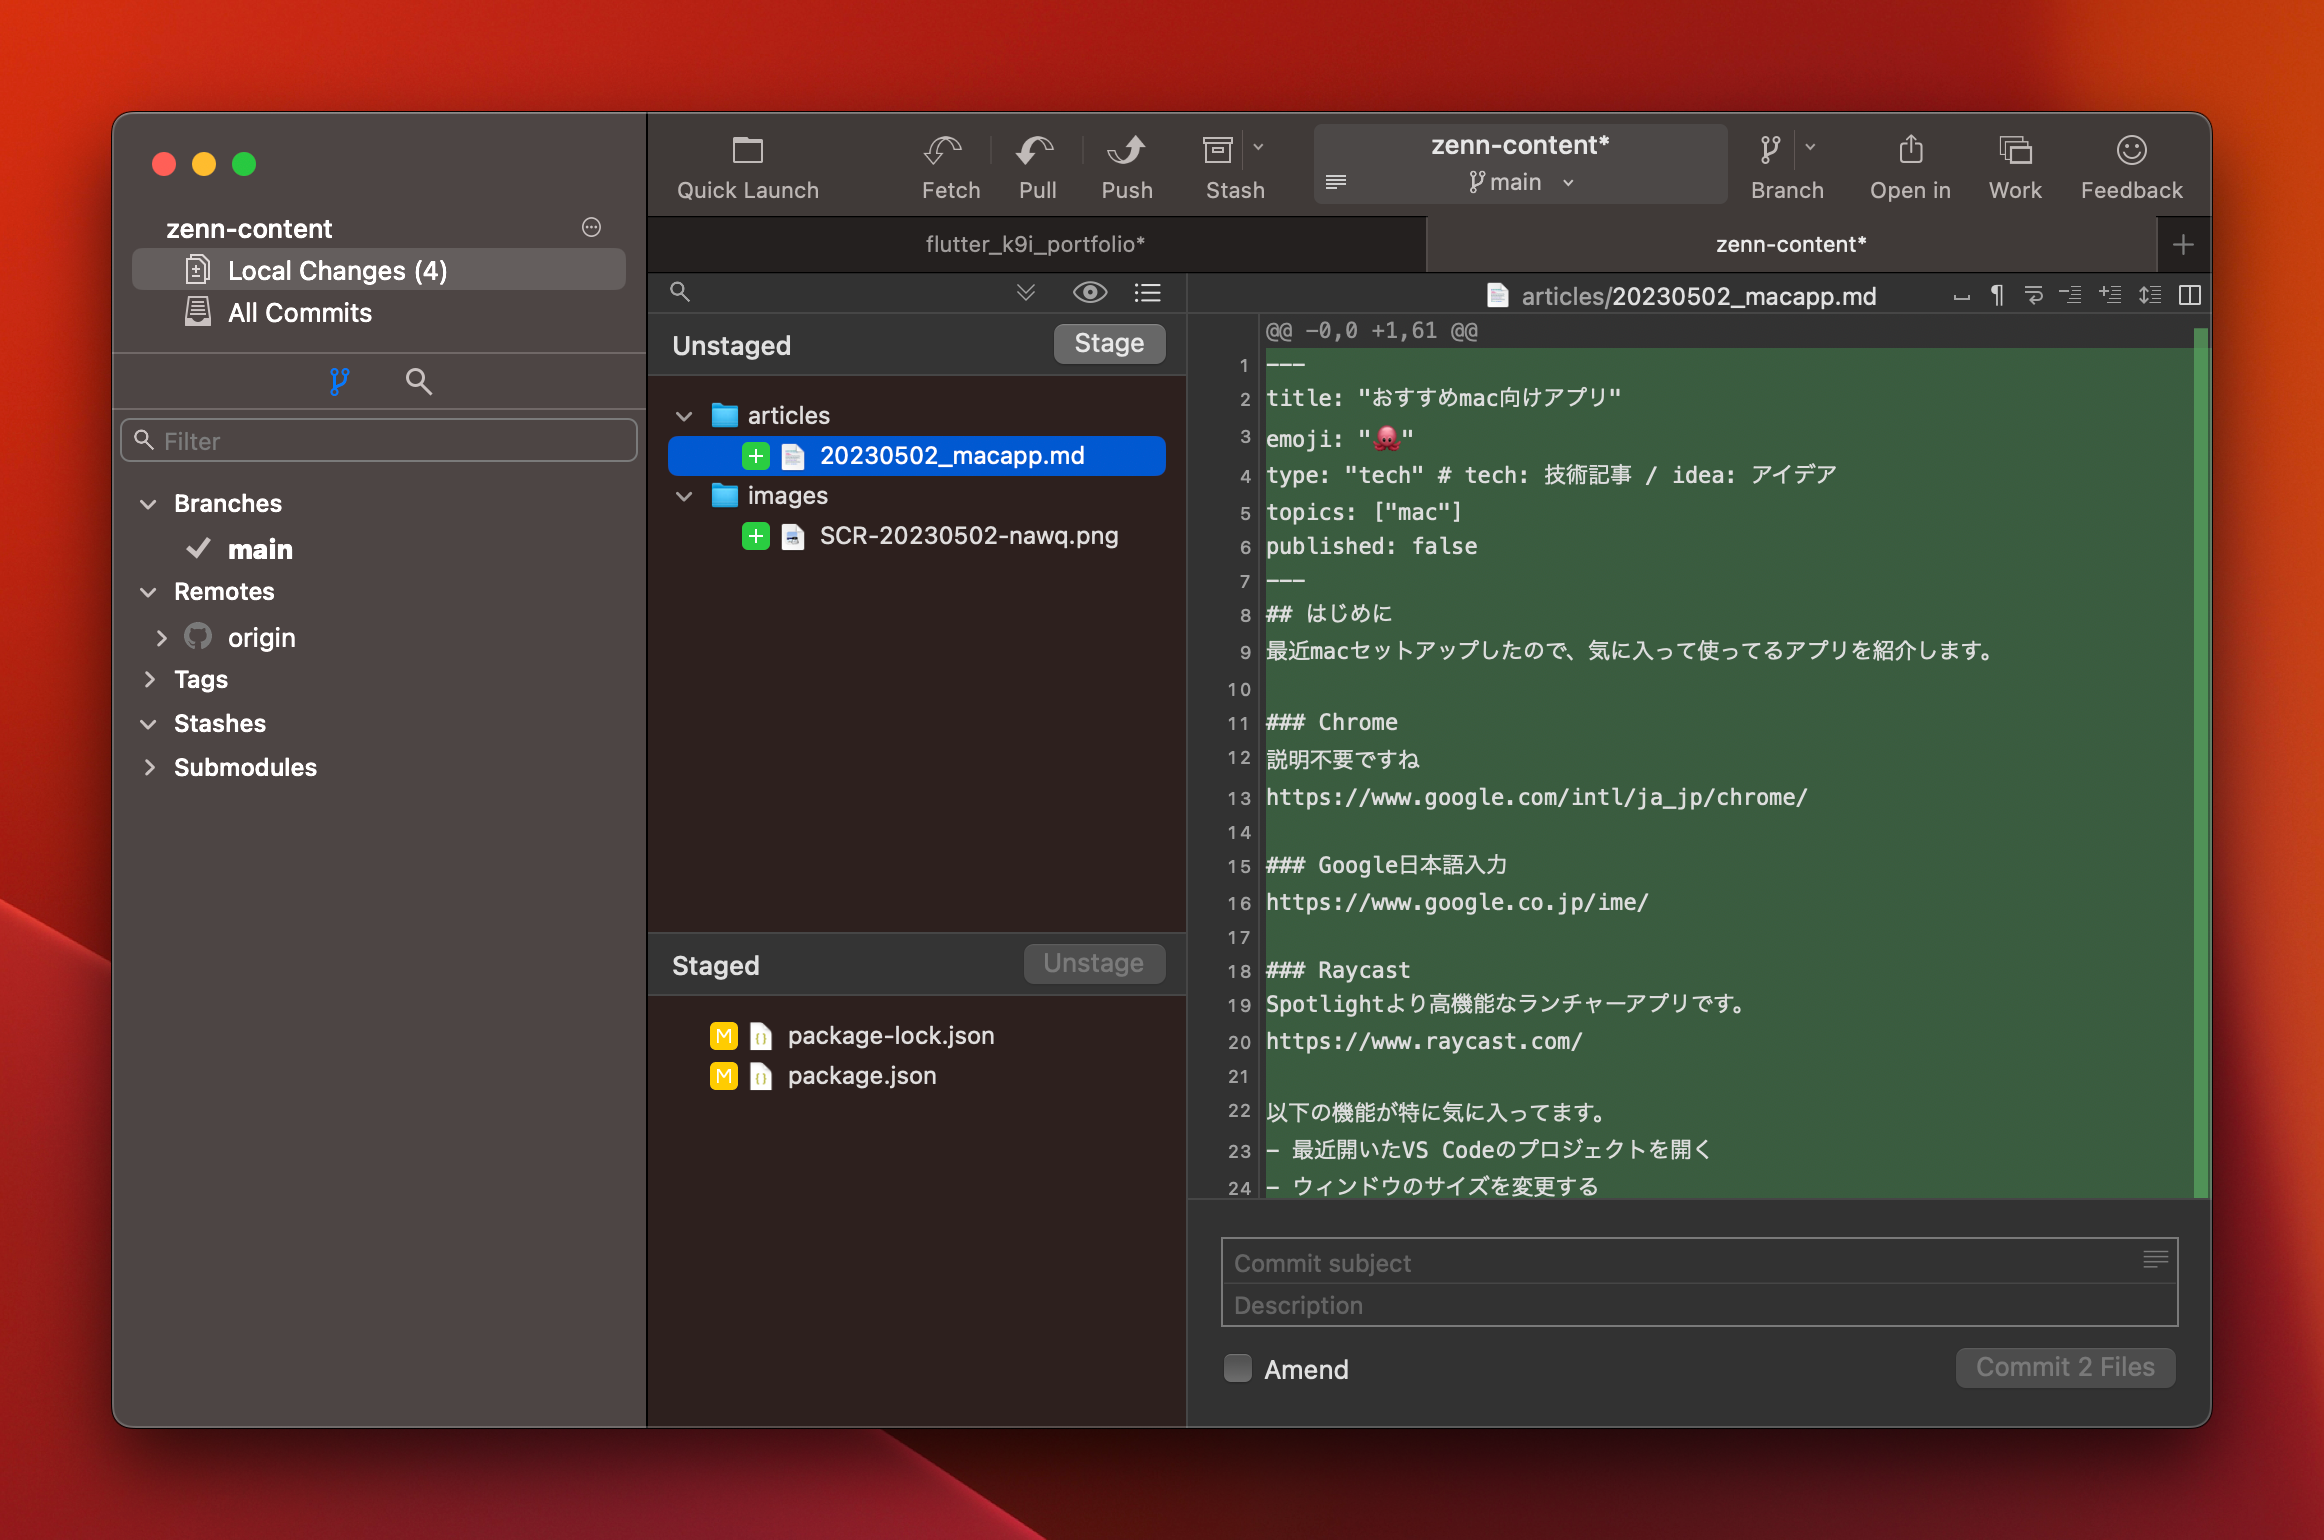 zenn-content
Local Changes (4)
All Commits
Filter
Branches
main
Remotes
origin
Tags
Stashes
Submodules
Quick Launch
Fetch
Pull
Push
Stash
zenn-content*
main
Branch
Open in
Work
Feedback
flutter_k9i_portfolio*
zenn-content*
Unstaged
Stage
articles
20230502_macapp.md
images
SCR-20230502-nawq.png
Staged
Unstage
M package-lock.json
M package.json
articles/20230502_macapp.md
@@ -0,0 +1,61 @@
1 ---
2 title: "おすすめmac向けアプリ"
3 emoji: "🐙"
4 type: "tech" # tech: 技術記事 / idea: アイデア
5 topics: ["mac"]
6 published: false
7 ---
8 ## はじめに
9 最近macセットアップしたので、気に入って使ってるアプリを紹介します。
10
11 ### Chrome
12 説明不要ですね
13 https://www.google.com/intl/ja_jp/chrome/
14
15 ### Google日本語入力
16 https://www.google.co.jp/ime/
17
18 ### Raycast
19 Spotlightより高機能なランチャーアプリです。
20 https://www.raycast.com/
21
22 以下の機能が特に気に入ってます。
23 - 最近開いたVS Codeのプロジェクトを開く
24 - ウィンドウのサイズを変更する
Commit subject
Description
Amend
Commit 2 Files